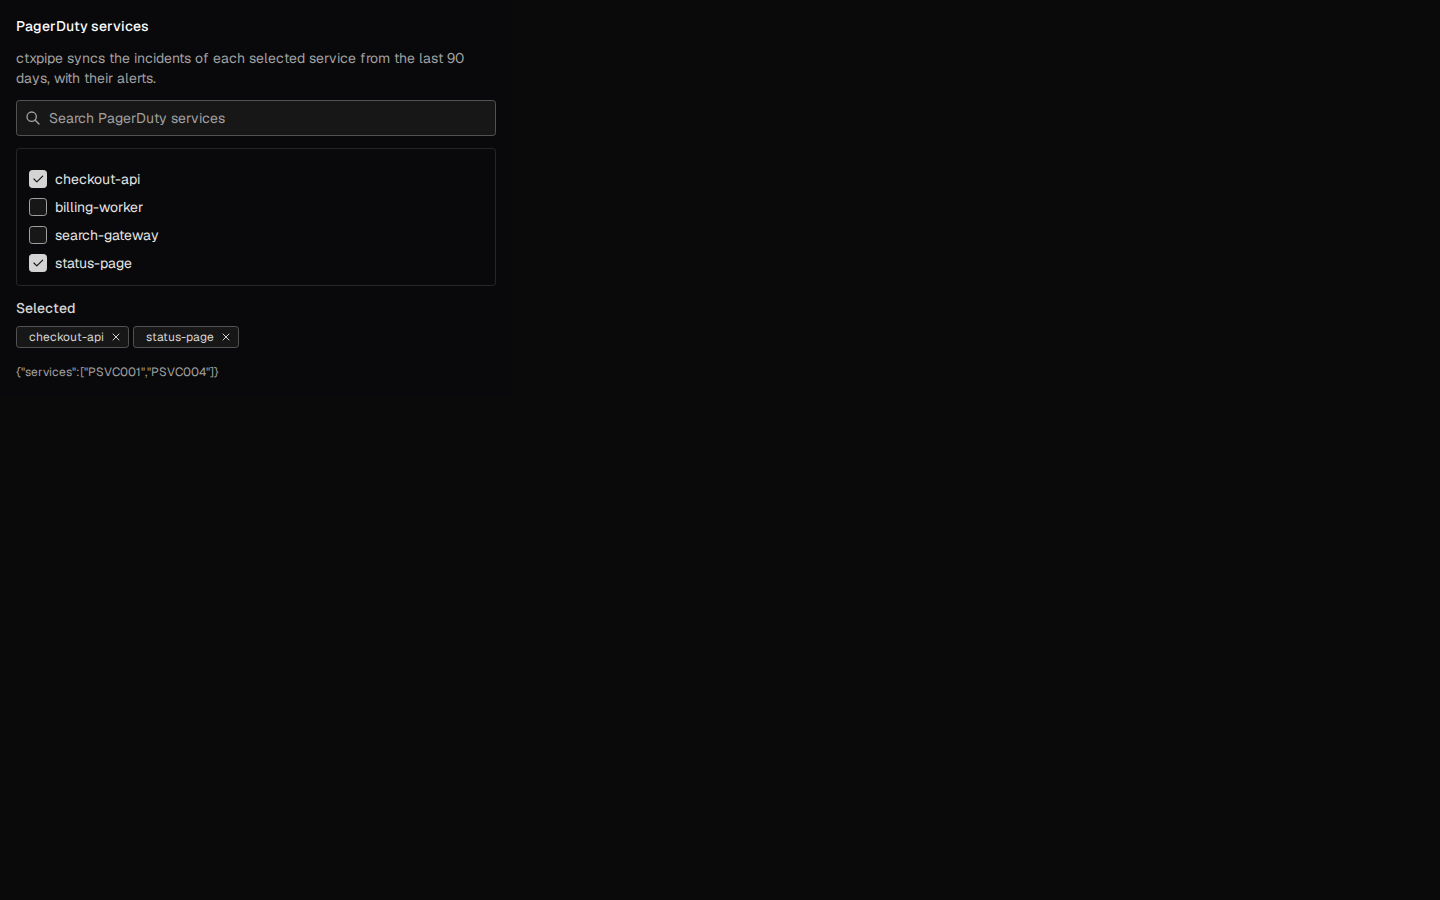 PagerDuty services
ctxpipe syncs the incidents of each selected service from the last 90
days, with their alerts.
Search PagerDuty services
checkout-api
billing-worker
search-gateway
status-page
Selected
checkout-api
status-page
{"services":["PSVC001","PSVC004"]}